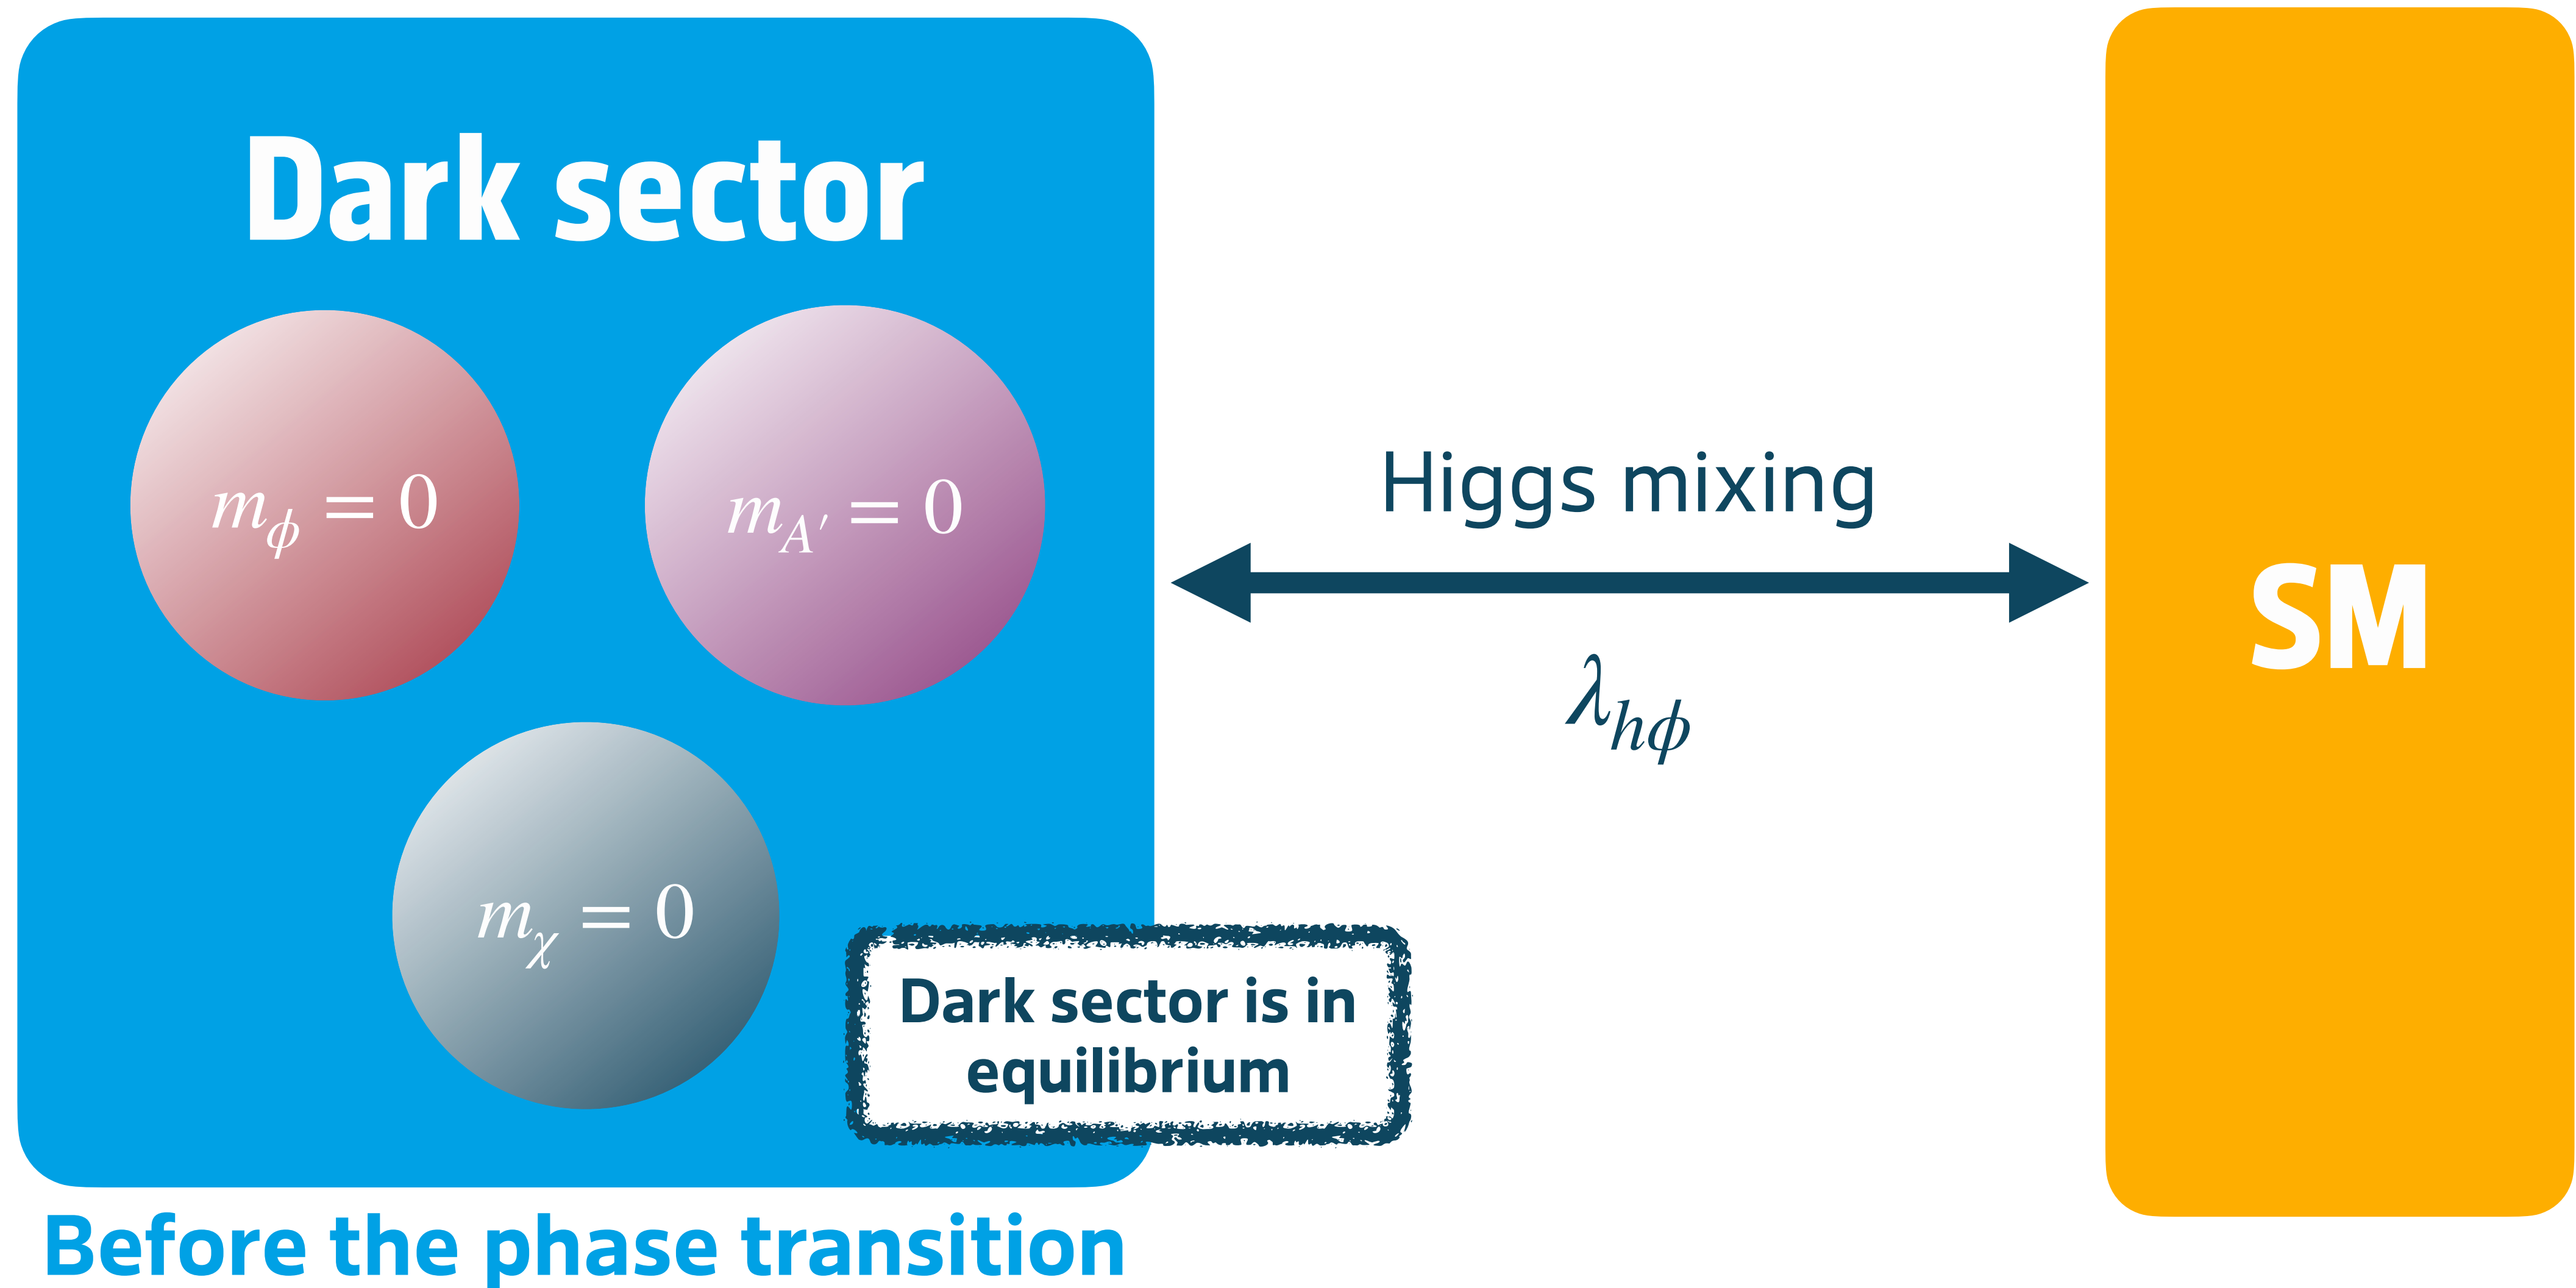 Dark sector
m_ϕ = 0
m_A′ = 0
m_χ = 0
Higgs mixing
λ_hϕ
SM
Dark sector is in
equilibrium
Before the phase transition